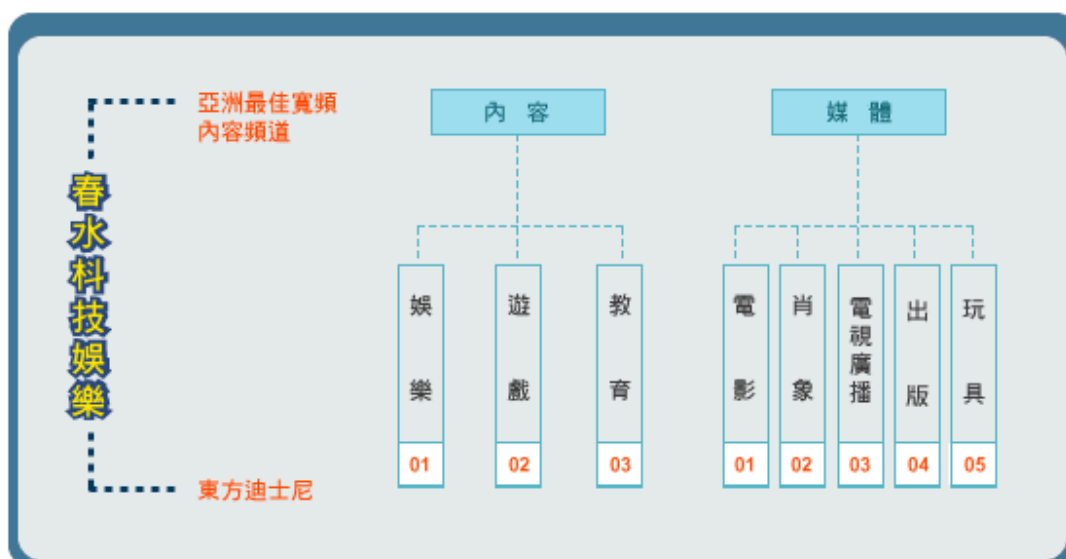 亞洲最佳寬頻
內容頻道
春水科技娛樂
東方迪士尼
內容
娛樂
01
遊戲
02
教育
03
媒體
電影
01
肖象
02
電視廣播
03
出版
04
玩具
05